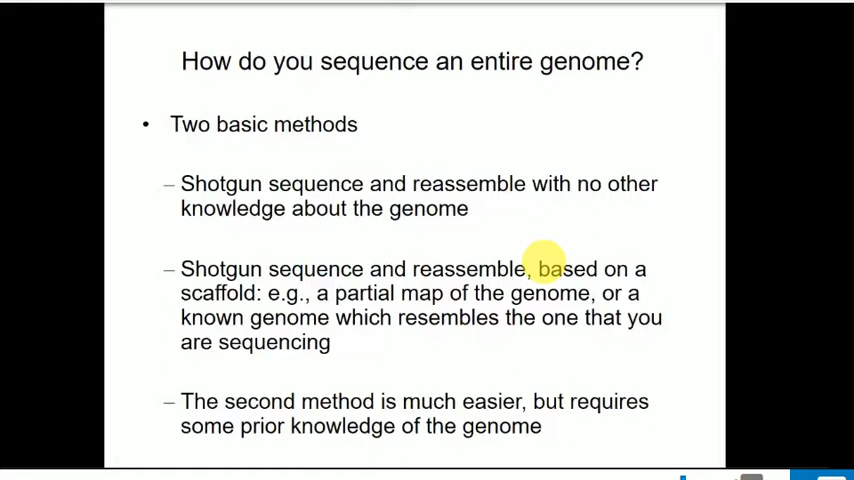 How do you sequence an entire genome?
• Two basic methods
– Shotgun sequence and reassemble with no other
knowledge about the genome
– Shotgun sequence and reassemble, based on a
scaffold: e.g., a partial map of the genome, or a
known genome which resembles the one that you
are sequencing
– The second method is much easier, but requires
some prior knowledge of the genome